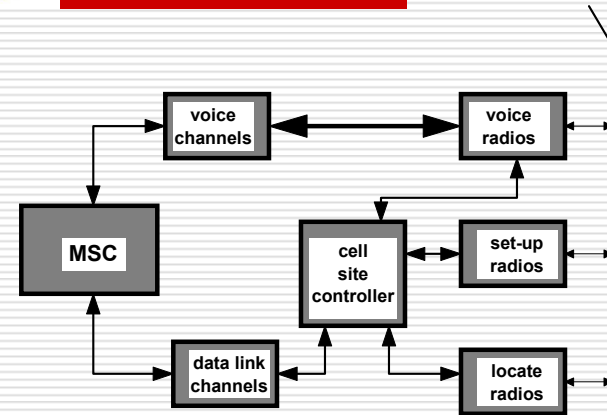 voice
channels
voice
radios
MSC
cell
site
controller
set-up
radios
data link
channels
locate
radios